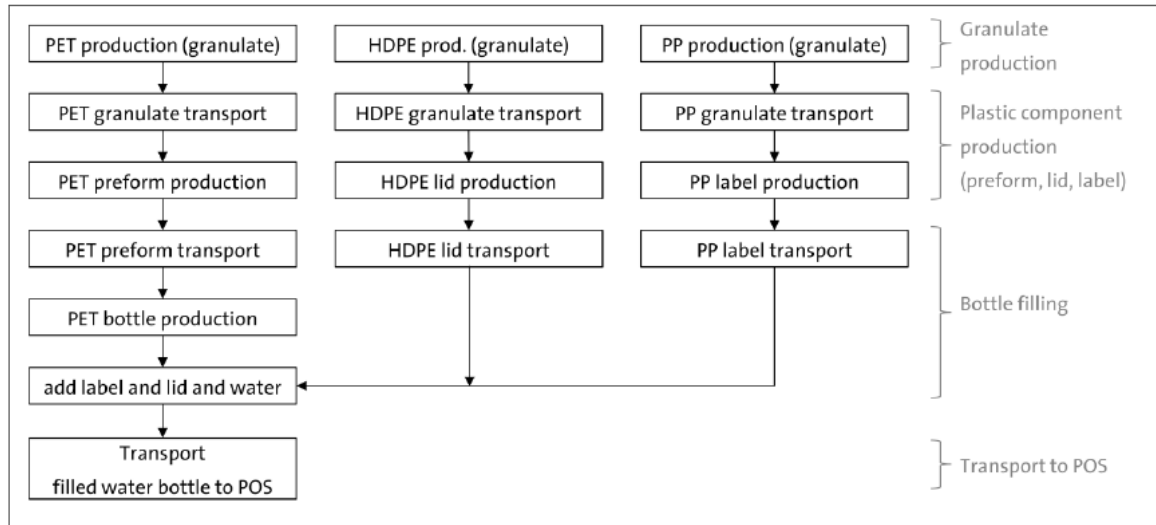 PET production (granulate)
HDPE prod. (granulate)
PP production (granulate)
Granulate
production
PET granulate transport
HDPE granulate transport
PP granulate transport
Plastic component
production
(preform, lid, label)
PET preform production
HDPE lid production
PP label production
PET preform transport
HDPE lid transport
PP label transport
PET bottle production
Bottle filling
add label and lid and water
Transport
filled water bottle to POS
Transport to POS